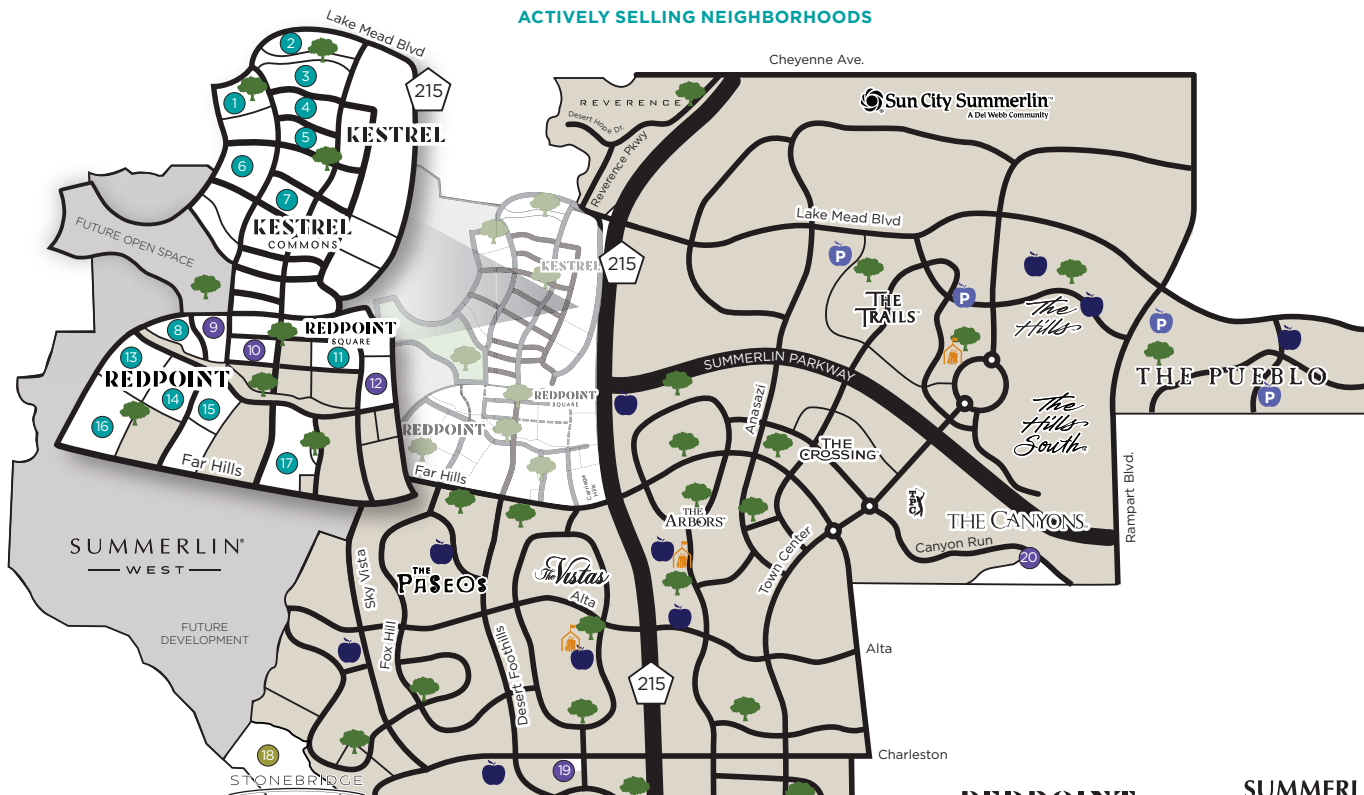 ACTIVELY SELLING NEIGHBORHOODS
Lake Mead Blvd
Cheyenne Ave.
2
3
1
4
5
6
7
215
KESTREL
KESTREL
COMMONS
FUTURE OPEN SPACE
REVERENCE
Desert Hope Dr.
Reverence Pkwy
Sun City Summerlin™
A Del Webb Community
Lake Mead Blvd
KESTREL
215
P
P
P
P
THE
TRAILS
The
Hills
THE PUEBLO
SUMMERLIN PARKWAY
8
9
10
11
12
13
14
15
16
17
REDPOINT
SQUARE
REDPOINT
Far Hills
REDPOINT
SQUARE
REDPOINT
Far Hills
Anasazi
THE
CROSSING
The
Hills
South
THE
ARBORS
TPC
THE CANYONS
Canyon Run
20
Rampart Blvd.
Town Center
SUMMERLIN®
WEST
FUTURE
DEVELOPMENT
Sky Vista
THE
PASEOS
The Vistas
Alta
Fox Hill
Desert Foothills
215
Alta
Charleston
18
STONEBRIDGE
19
REDPOINT
SUMMERL